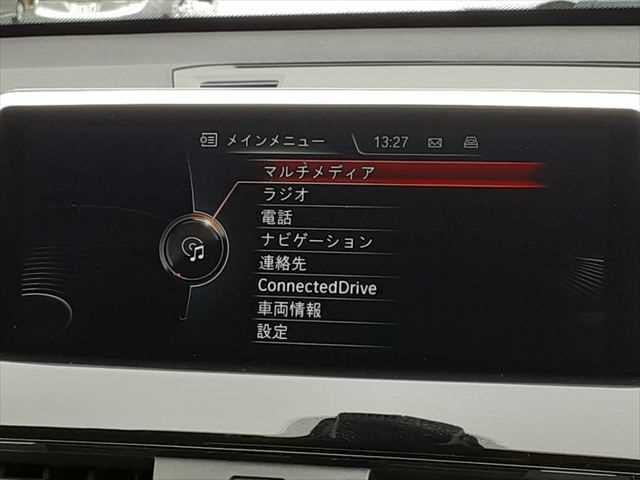 メインメニュー 13:27
マルチメディア
ラジオ
電話
ナビゲーション
連絡先
ConnectedDrive
車両情報
設定